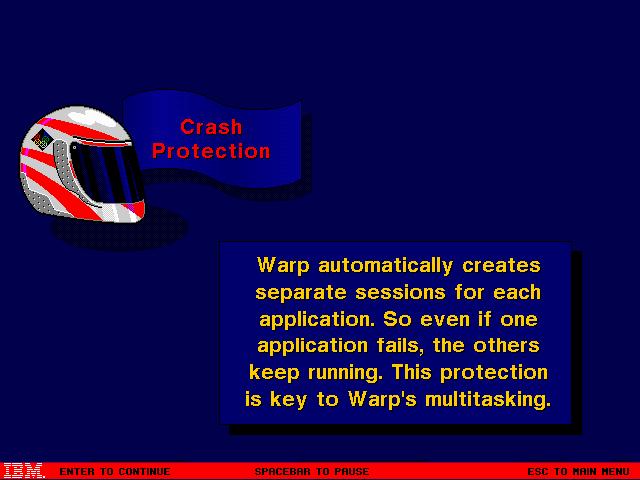 Crash
Protection
Warp automatically creates
separate sessions for each
application. So even if one
application fails, the others
keep running. This protection
is key to Warp's multitasking.
IBM. ENTER TO CONTINUE SPACEBAR TO PAUSE ESC TO MAIN MENU